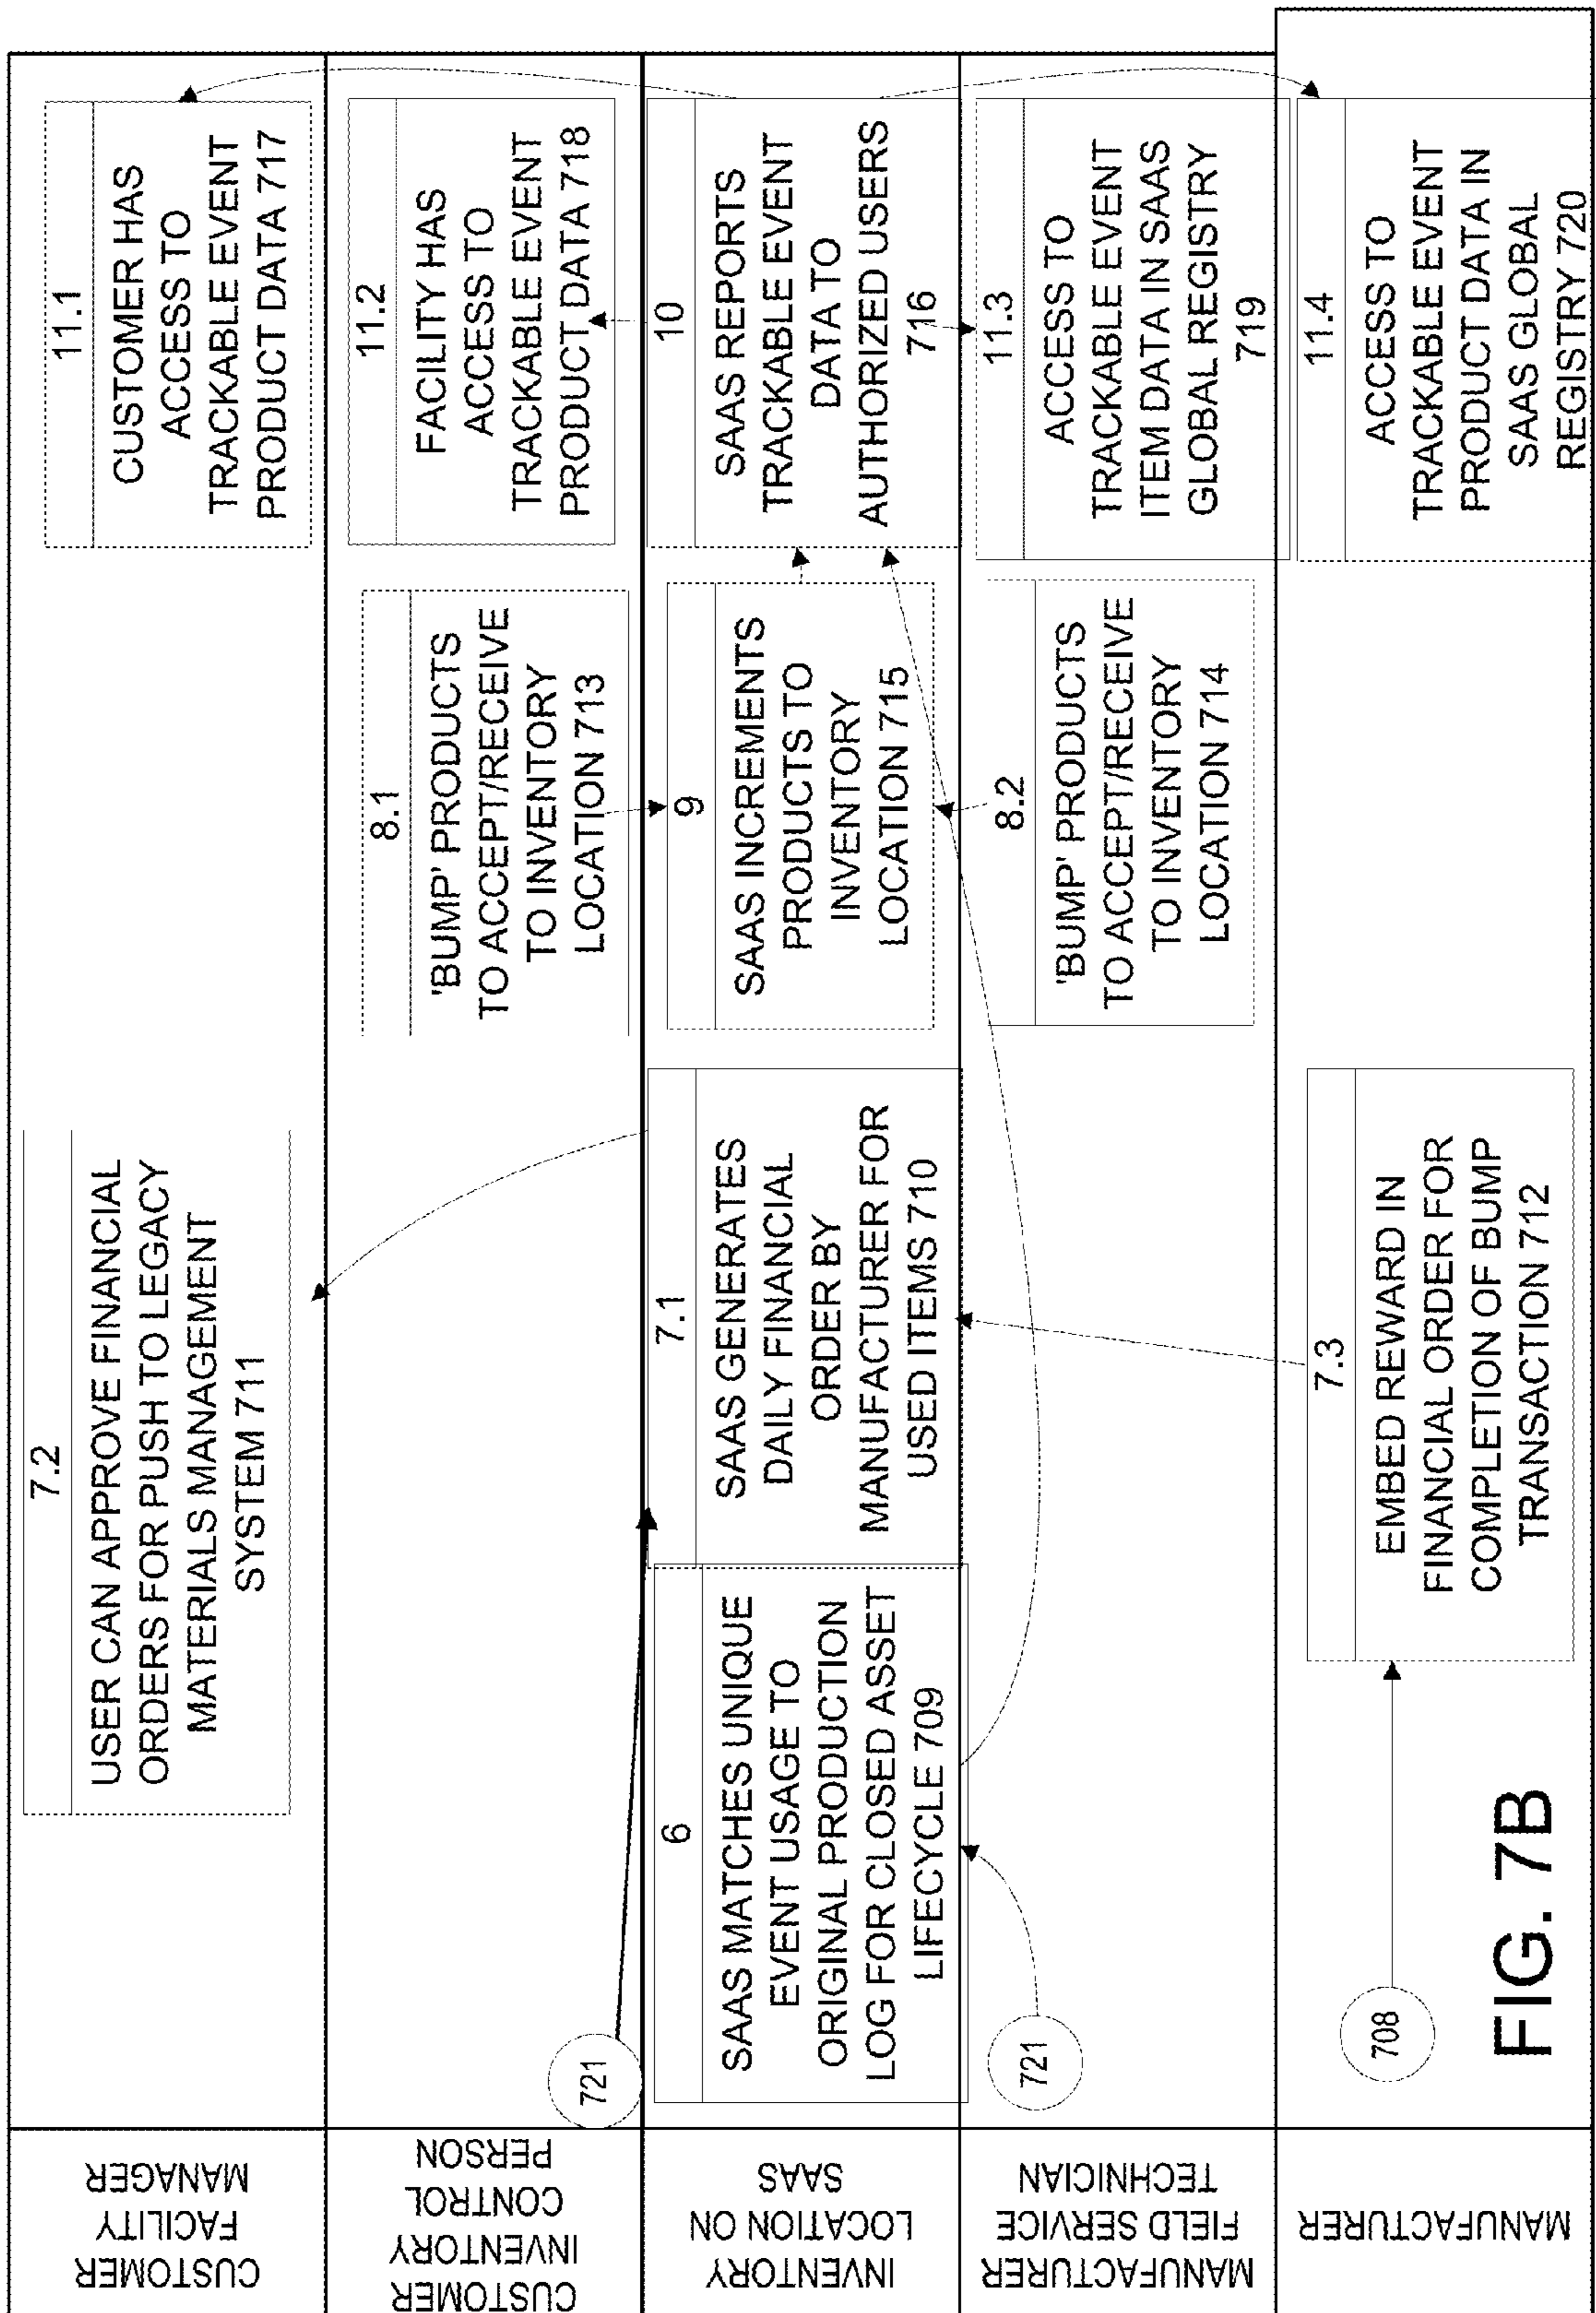 CUSTOMER
FACILITY
MANAGER
7.2
USER CAN APPROVE FINANCIAL
ORDERS FOR PUSH TO LEGACY
MATERIALS MANAGEMENT
SYSTEM 711
11.1
CUSTOMER HAS
ACCESS TO
TRACKABLE EVENT
PRODUCT DATA 717
CUSTOMER
INVENTORY
CONTROL
PERSON
721
8.1
'BUMP' PRODUCTS
TO ACCEPT/RECEIVE
TO INVENTORY
LOCATION 713
11.2
FACILITY HAS
ACCESS TO
TRACKABLE EVENT
PRODUCT DATA 718
INVENTORY
LOCATION ON
SAAS
6
SAAS MATCHES UNIQUE
EVENT USAGE TO
ORIGINAL PRODUCTION
LOG FOR CLOSED ASSET
LIFECYCLE 709
7.1
SAAS GENERATES
DAILY FINANCIAL
ORDER BY
MANUFACTURER FOR
USED ITEMS 710
9
SAAS INCREMENTS
PRODUCTS TO
INVENTORY
LOCATION 715
10
SAAS REPORTS
TRACKABLE EVENT
DATA TO
AUTHORIZED USERS
716
MANUFACTURER
FIELD SERVICE
TECHNICIAN
721
8.2
'BUMP' PRODUCTS
TO ACCEPT/RECEIVE
TO INVENTORY
LOCATION 714
11.3
ACCESS TO
TRACKABLE EVENT
ITEM DATA IN SAAS
GLOBAL REGISTRY
719
MANUFACTURER
708
7.3
EMBED REWARD IN
FINANCIAL ORDER FOR
COMPLETION OF BUMP
TRANSACTION 712
11.4
ACCESS TO
TRACKABLE EVENT
PRODUCT DATA IN
SAAS GLOBAL
REGISTRY 720
FIG. 7B